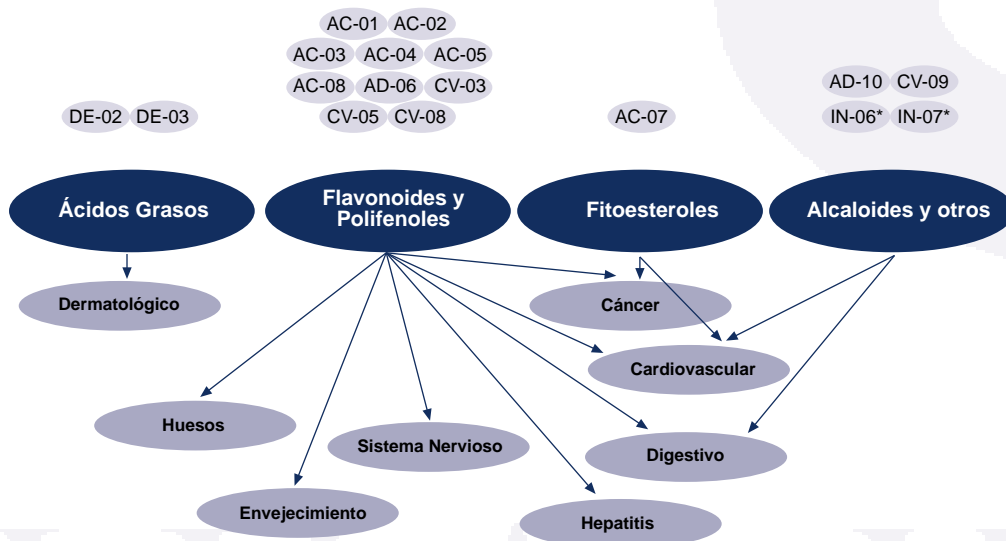 AC-01 AC-02
AC-03 AC-04 AC-05
AC-08 AD-06 CV-03
CV-05 CV-08
DE-02 DE-03
AC-07
AD-10 CV-09
IN-06* IN-07*
Ácidos Grasos
Flavonoides y
Polifenoles
Fitoesteroles
Alcaloides y otros
Dermatológico
Cáncer
Cardiovascular
Huesos
Sistema Nervioso
Digestivo
Envejecimiento
Hepatitis